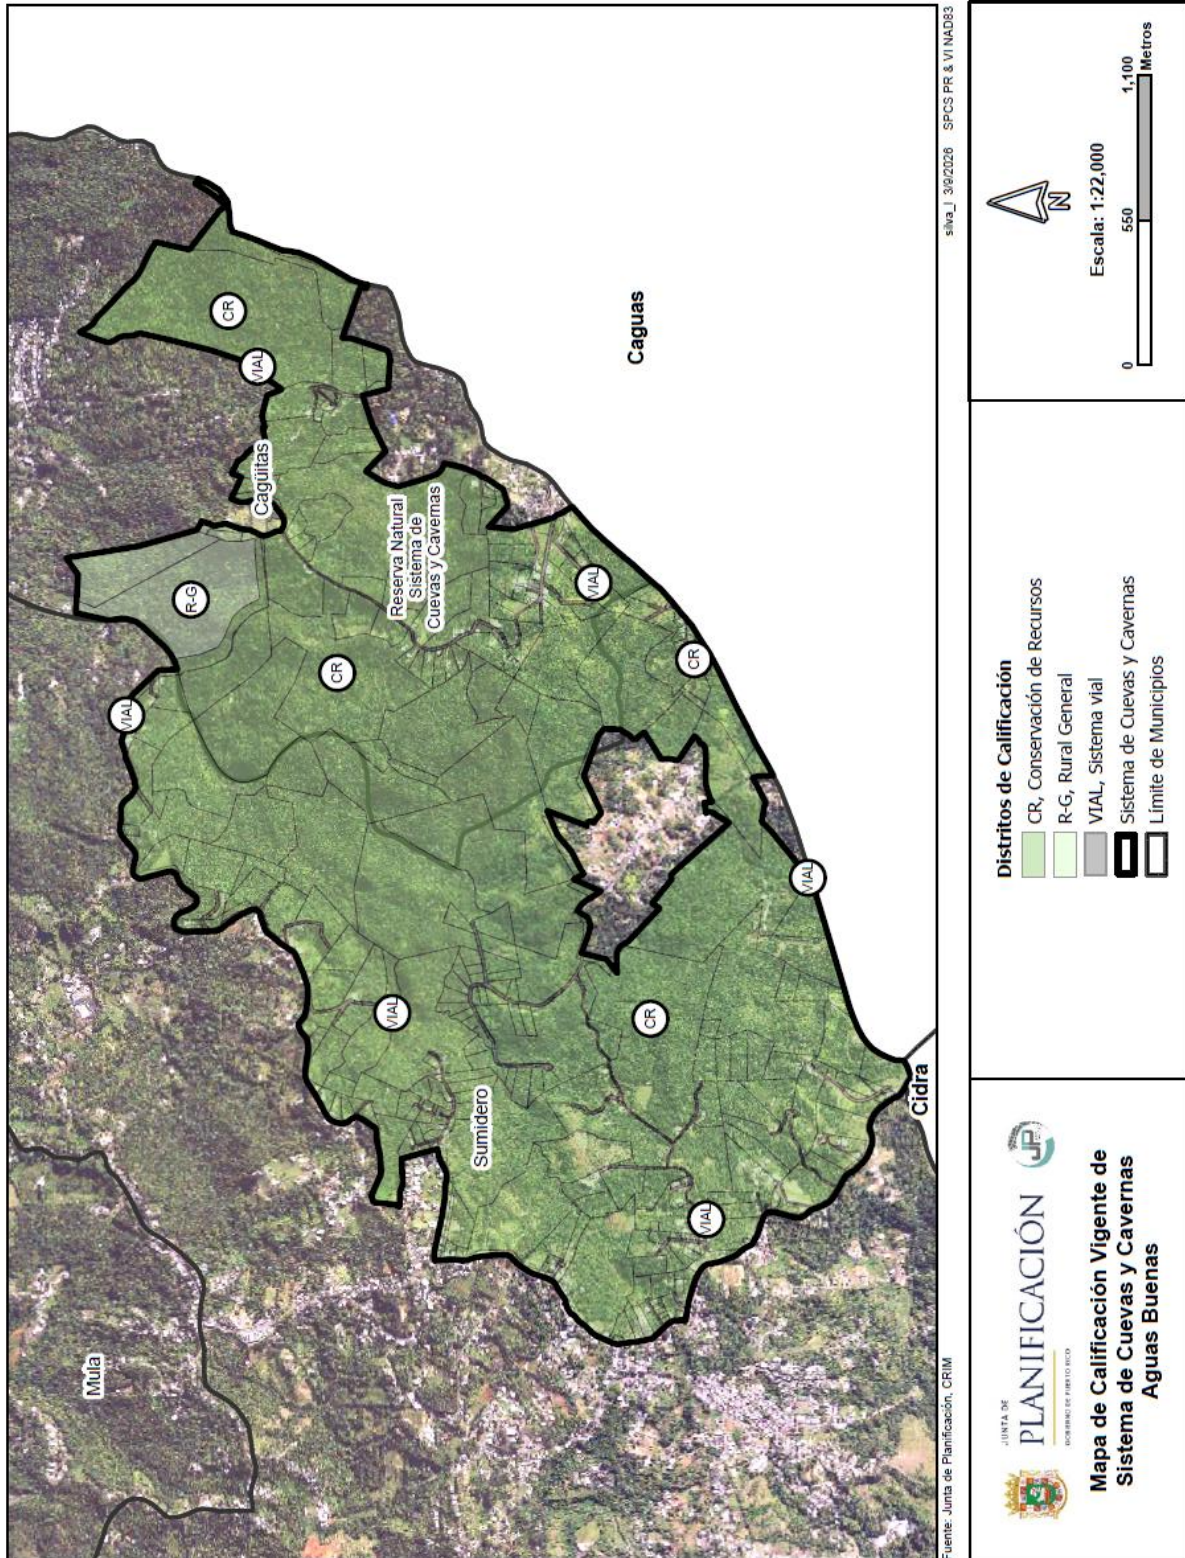 Mula
Sumidero
Cagüitas
Reserva Natural
Sistema de
Cuevas y Cavernas
Caguas
Cidra
VIAL
R-G
VIAL
CR
CR
VIAL
VIAL
CR
VIAL
CR
VIAL
VIAL
Fuente: Junta de Planificación, CRIM
silva_l 3/9/2026 SPCS PR & VI NAD83
JUNTA DE
PLANIFICACIÓN
GOBIERNO DE PUERTO RICO
JP
Mapa de Calificación Vigente de
Sistema de Cuevas y Cavernas
Aguas Buenas
Distritos de Calificación
CR, Conservación de Recursos
R-G, Rural General
VIAL, Sistema vial
Sistema de Cuevas y Cavernas
Límite de Municipios
N
Escala: 1:22,000
0 550 1,100
Metros